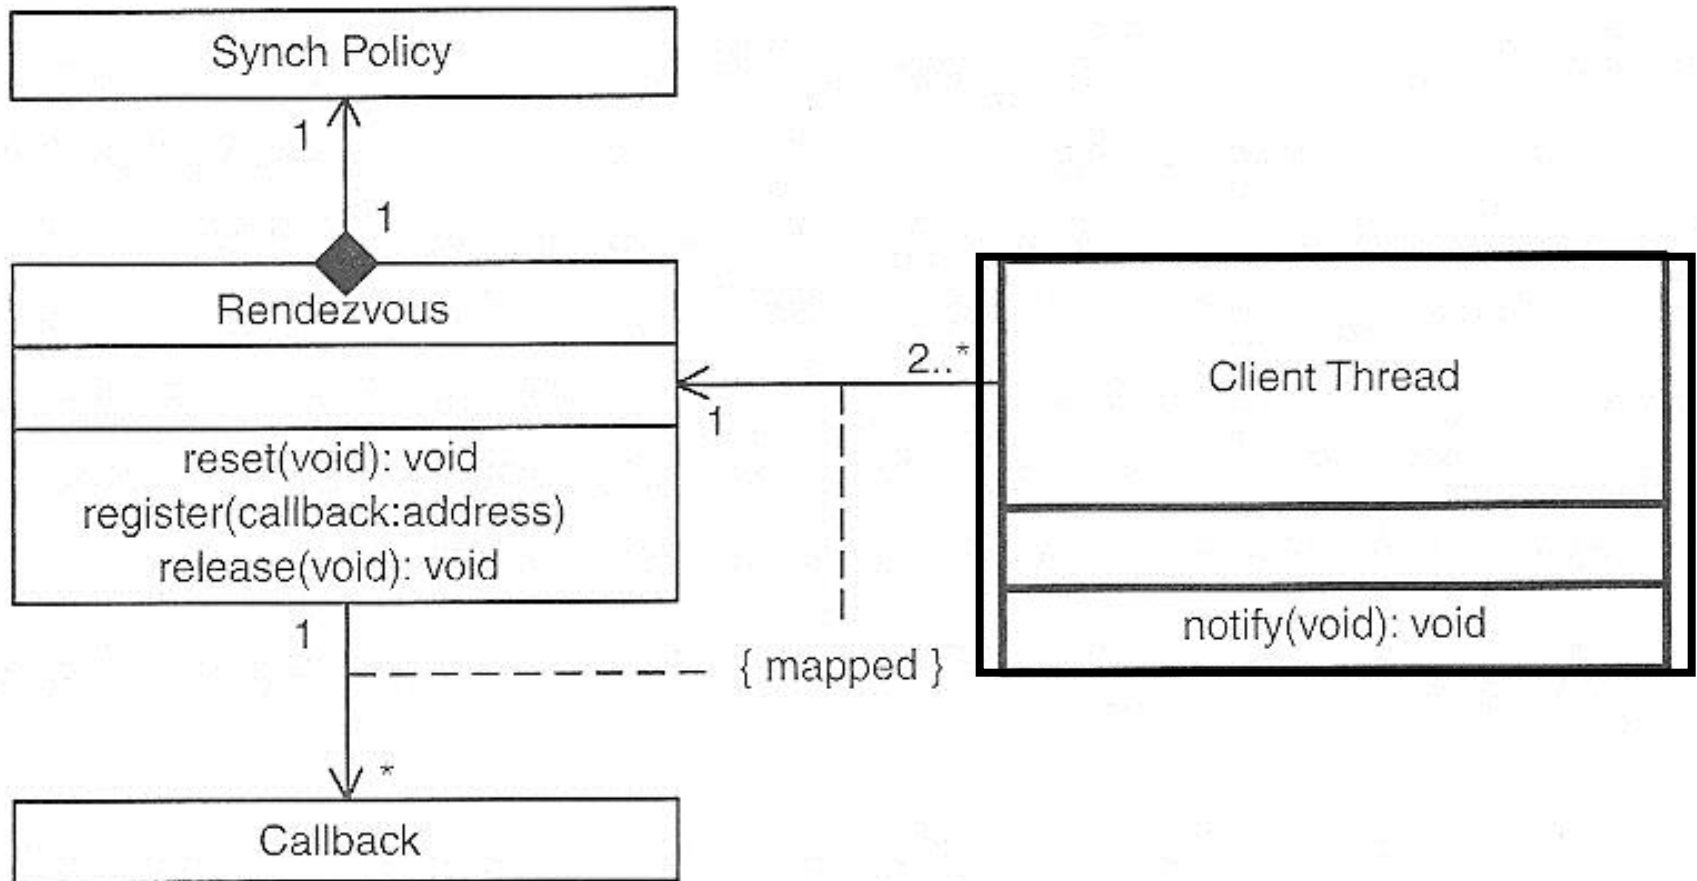 Synch Policy
1
1
Rendezvous
2..*
Client Thread
1
reset(void): void
register(callback:address)
release(void): void
notify(void): void
1
{ mapped }
*
Callback